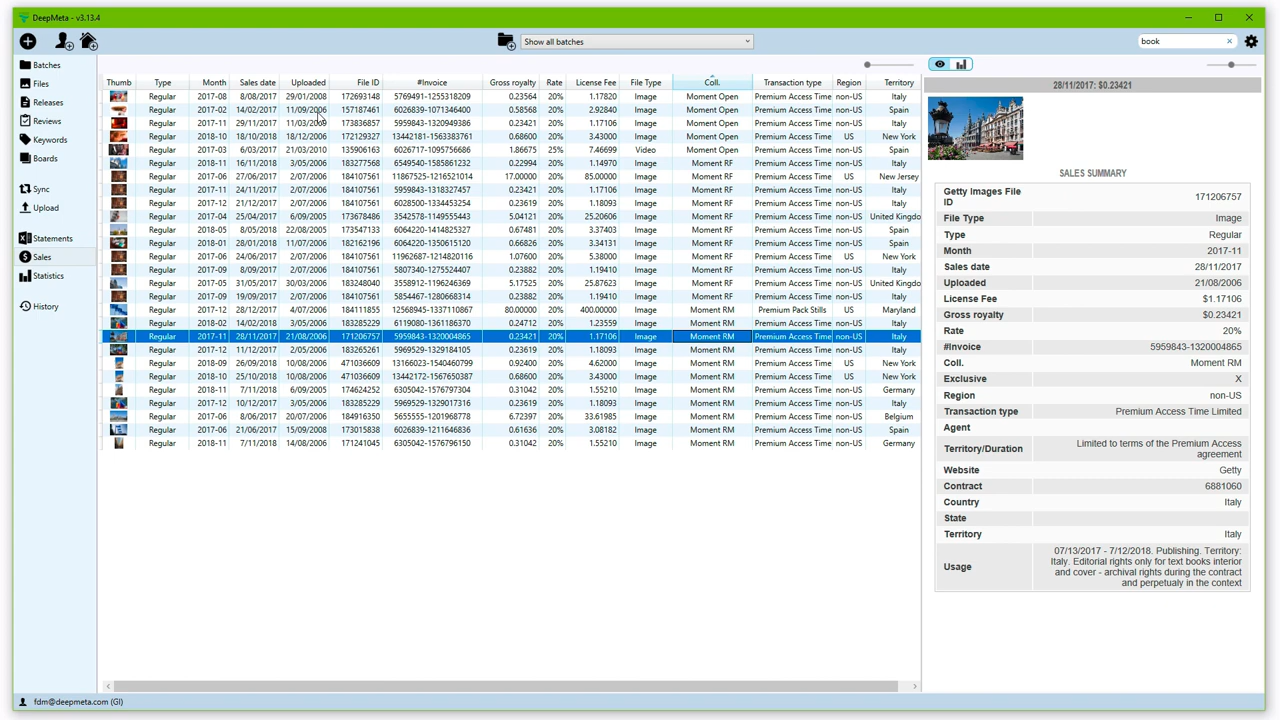 DeepMeta - v3.13.4
Show all batches
book
Batches
Files
Releases
Reviews
Keywords
Boards
Sync
Upload
Statements
Sales
Statistics
History
Thumb Type Month Sales date Uploaded File ID #Invoice Gross royalty Rate License Fee File Type Coll. Transaction type Region Territory
Regular 2017-08 8/08/2017 29/01/2008 172693148 5769491-1255318209 0.23564 20% 1.17820 Image Moment Open Premium Access Time non-US Italy
Regular 2017-02 14/02/2017 11/09/2006 157187461 6026839-1071346400 0.58568 20% 2.92840 Image Moment Open Premium Access Time non-US Spain
Regular 2017-11 29/11/2017 11/03/2006 173836857 5959843-1320949386 0.23421 20% 1.17106 Image Moment Open Premium Access Time non-US Italy
Regular 2018-10 18/10/2018 18/12/2006 172129327 13442181-1563383761 0.68600 20% 3.43000 Image Moment Open Premium Access Time US New York
Regular 2017-03 6/03/2017 21/03/2010 135906163 6026717-1095756686 1.86675 25% 7.46699 Video Moment Open Premium Access Time non-US Spain
Regular 2018-11 16/11/2018 3/05/2006 183277568 6549540-1585861232 0.22994 20% 1.14970 Image Moment RF Premium Access Time non-US Italy
Regular 2017-06 27/06/2017 2/07/2006 184107561 11867525-1216521014 17.00000 20% 85.00000 Image Moment RF Premium Access Time US New Jersey
Regular 2017-11 24/11/2017 2/07/2006 184107561 5959843-1318327457 0.23421 20% 1.17106 Image Moment RF Premium Access Time non-US Italy
Regular 2017-12 21/12/2017 2/07/2006 184107561 6028500-1334453254 0.23619 20% 1.18093 Image Moment RF Premium Access Time non-US Italy
Regular 2017-04 25/04/2017 6/09/2005 173678486 3542578-1149555443 5.04121 20% 25.20606 Image Moment RF Premium Access Time non-US United Kingdo
Regular 2018-05 8/05/2018 22/08/2005 173547133 6064220-1414825327 0.67481 20% 3.37403 Image Moment RF Premium Access Time non-US Spain
Regular 2018-01 28/01/2018 11/07/2006 182162196 6064220-1350615120 0.66826 20% 3.34131 Image Moment RF Premium Access Time non-US Spain
Regular 2017-06 24/06/2017 2/07/2006 184107561 11962687-1214820116 1.07600 20% 5.38000 Image Moment RF Premium Access Time US New York
Regular 2017-09 8/09/2017 2/07/2006 184107561 5807340-1275524407 0.23882 20% 1.19410 Image Moment RF Premium Access Time non-US Italy
Regular 2017-05 31/05/2017 30/03/2006 183248040 3558912-1196246369 5.17525 20% 25.87623 Image Moment RF Premium Access Time non-US United Kingdo
Regular 2017-09 19/09/2017 2/07/2006 184107561 5854467-1280668314 0.23882 20% 1.19410 Image Moment RF Premium Access Time non-US Italy
Regular 2017-12 28/12/2017 4/07/2006 184111855 12568945-1337110867 80.00000 20% 400.00000 Image Moment RM Premium Pack Stills US Maryland
Regular 2018-02 14/02/2018 3/05/2006 183285229 6119080-1361186370 0.24712 20% 1.23559 Image Moment RM Premium Access Time non-US Italy
Regular 2017-11 28/11/2017 21/08/2006 171206757 5959843-1320004865 0.23421 20% 1.17106 Image Moment RM Premium Access Time non-US Italy
Regular 2017-12 11/12/2017 2/05/2006 183265261 5969529-1329184105 0.23619 20% 1.18093 Image Moment RM Premium Access Time non-US Italy
Regular 2018-09 26/09/2018 10/08/2006 471036609 13166023-1540460799 0.92400 20% 4.62000 Image Moment RM Premium Access Time US New York
Regular 2018-10 25/10/2018 10/08/2006 471036609 13442172-1567650387 0.68600 20% 3.43000 Image Moment RM Premium Access Time US New York
Regular 2018-11 7/11/2018 6/09/2005 174624252 6305042-1576797304 0.31042 20% 1.55210 Image Moment RM Premium Access Time non-US Germany
Regular 2017-12 10/12/2017 3/05/2006 183285229 5969529-1329017316 0.23619 20% 1.18093 Image Moment RM Premium Access Time non-US Italy
Regular 2017-06 8/06/2017 20/07/2006 184916350 5655555-1201968778 6.72397 20% 33.61985 Image Moment RM Premium Access Time non-US Belgium
Regular 2017-06 21/06/2017 15/09/2008 173015838 6026839-1211646836 0.61636 20% 3.08182 Image Moment RM Premium Access Time non-US Spain
Regular 2018-11 7/11/2018 14/08/2006 171241045 6305042-1576796150 0.31042 20% 1.55210 Image Moment RM Premium Access Time non-US Germany
28/11/2017: $0.23421
SALES SUMMARY
Getty Images File ID 171206757
File Type Image
Type Regular
Month 2017-11
Sales date 28/11/2017
Uploaded 21/08/2006
License Fee $1.17106
Gross royalty $0.23421
Rate 20%
#Invoice 5959843-1320004865
Coll. Moment RM
Exclusive X
Region non-US
Transaction type Premium Access Time Limited
Agent
Territory/Duration Limited to terms of the Premium Access
agreement
Website Getty
Contract 6881060
Country Italy
State
Territory Italy
Usage 07/13/2017 - 7/12/2018. Publishing. Territory:
Italy. Editorial rights only for text books interior
and cover - archival rights during the contract
and perpetualy in the context
fdm@deepmeta.com (GI)